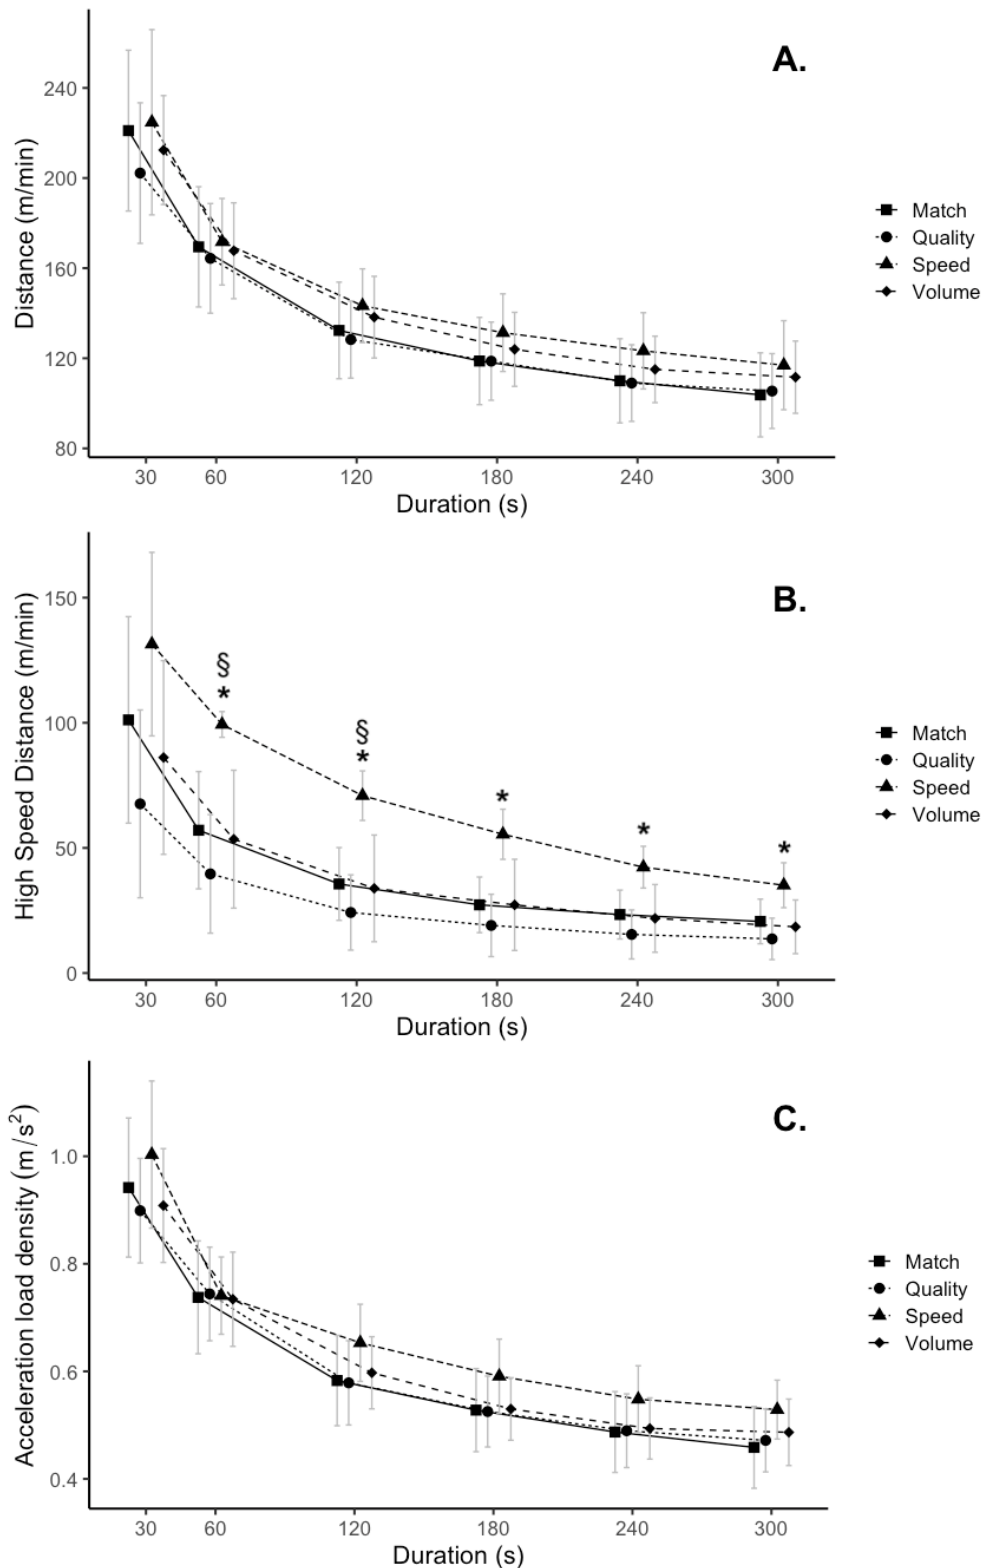 A.
240
200
160
120
80
Distance (m/min)
30 60 120 180 240 300
Duration (s)
Match
Quality
Speed
Volume
B.
150
100
50
0
High Speed Distance (m/min)
§
*
§
*
*
*
*
30 60 120 180 240 300
Duration (s)
Match
Quality
Speed
Volume
C.
1.0
0.8
0.6
0.4
Acceleration load density (m/s²)
30 60 120 180 240 300
Duration (s)
Match
Quality
Speed
Volume